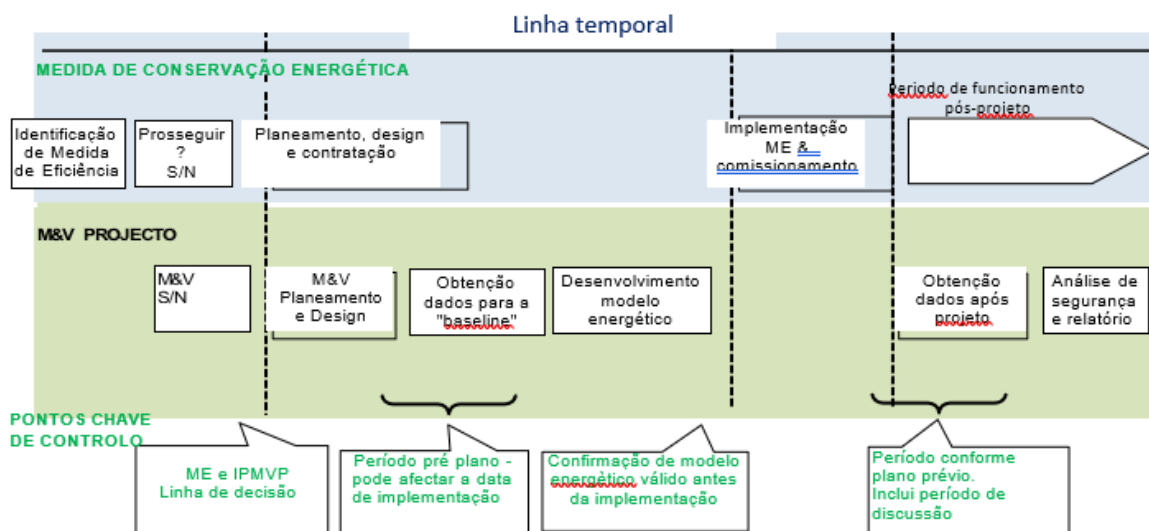 Linha temporal
MEDIDA DE CONSERVAÇÃO ENERGÉTICA
Identificação
de Medida
de Eficiência
Prosseguir
?
S/N
Planeamento, design
e contratação
Implementação
ME &
comissionamento
Periodo de funcionamento
pós-projeto
M&V PROJECTO
M&V
S/N
M&V
Planeamento
e Design
Obtenção
dados para a
"baseline"
Desenvolvimento
modelo
energético
Obtenção
dados após
projeto
Análise de
segurança
e relatório
PONTOS CHAVE
DE CONTROLO
ME e IPMVP
Linha de decisão
Período pré plano -
pode afectar a data
de implementação
Confirmação de modelo
energètico válido antes
da implementação
Período conforme
plano prévio.
Inclui período de
discussão